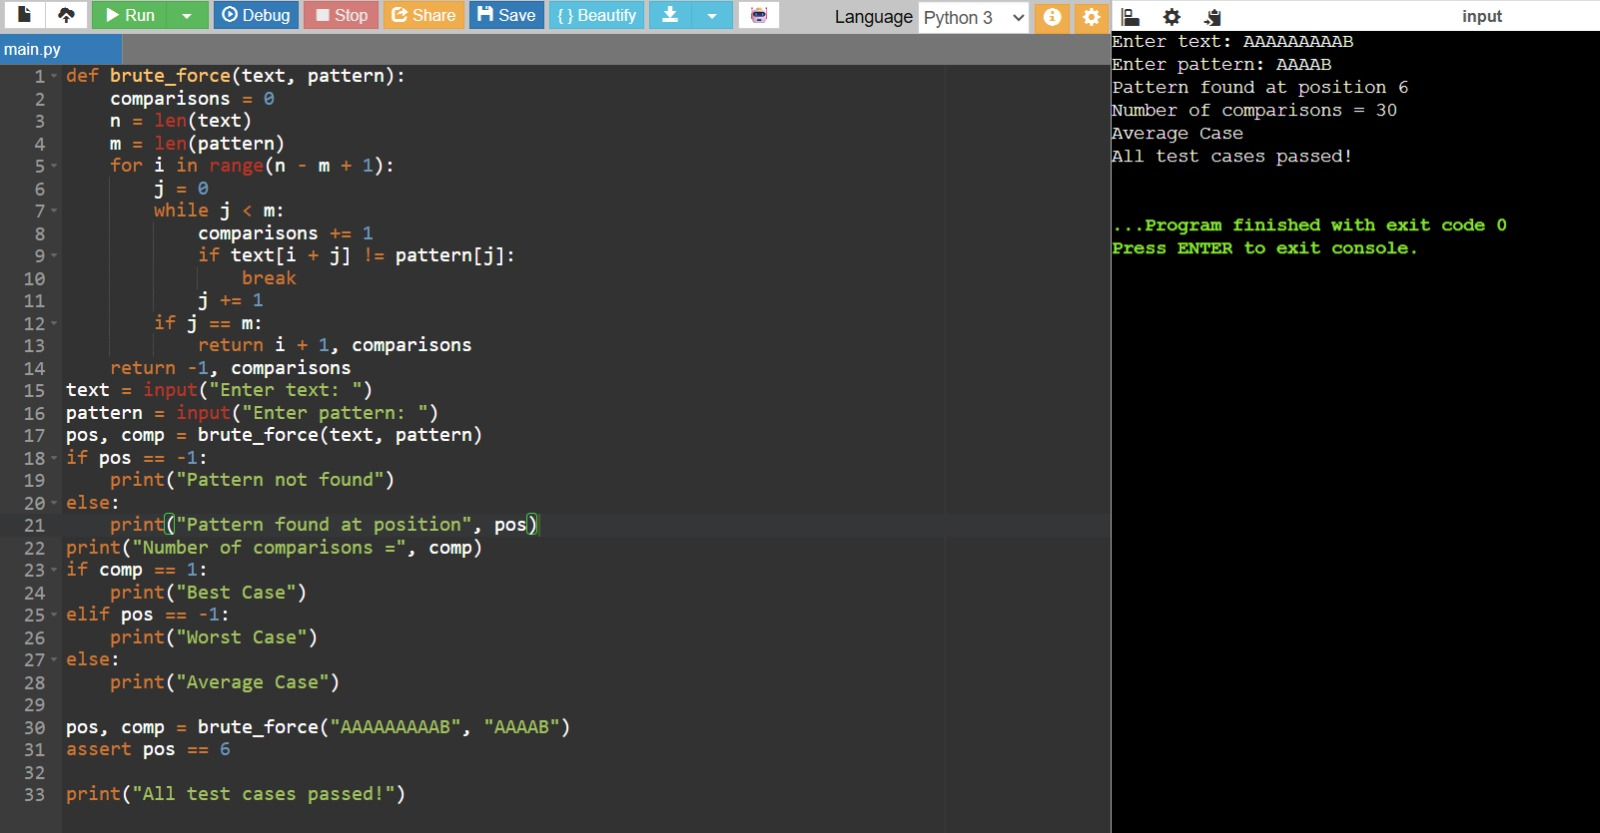 Run
Debug
Stop
Share
Save
{ } Beautify
Language
Python 3
input
main.py
1 def brute_force(text, pattern):
2     comparisons = 0
3     n = len(text)
4     m = len(pattern)
5     for i in range(n - m + 1):
6         j = 0
7         while j < m:
8             comparisons += 1
9             if text[i + j] != pattern[j]:
10                 break
11             j += 1
12         if j == m:
13             return i + 1, comparisons
14     return -1, comparisons
15 text = input("Enter text: ")
16 pattern = input("Enter pattern: ")
17 pos, comp = brute_force(text, pattern)
18 if pos == -1:
19     print("Pattern not found")
20 else:
21     print("Pattern found at position", pos)
22 print("Number of comparisons =", comp)
23 if comp == 1:
24     print("Best Case")
25 elif pos == -1:
26     print("Worst Case")
27 else:
28     print("Average Case")
29
30 pos, comp = brute_force("AAAAAAAAAB", "AAAAB")
31 assert pos == 6
32
33 print("All test cases passed!")
Enter text: AAAAAAAAAB
Enter pattern: AAAAB
Pattern found at position 6
Number of comparisons = 30
Average Case
All test cases passed!
...Program finished with exit code 0
Press ENTER to exit console.